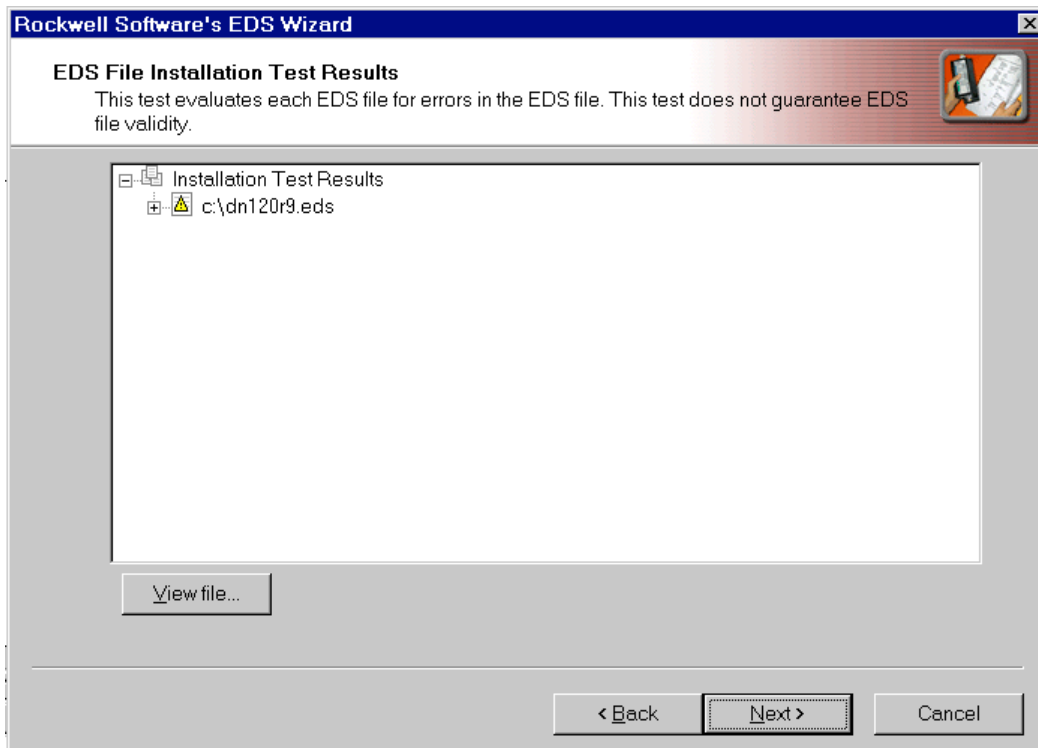 Rockwell Software's EDS Wizard
EDS File Installation Test Results
This test evaluates each EDS file for errors in the EDS file. This test does not guarantee EDS
file validity.
Installation Test Results
c:\dn120r9.eds
View file...
< Back
Next >
Cancel